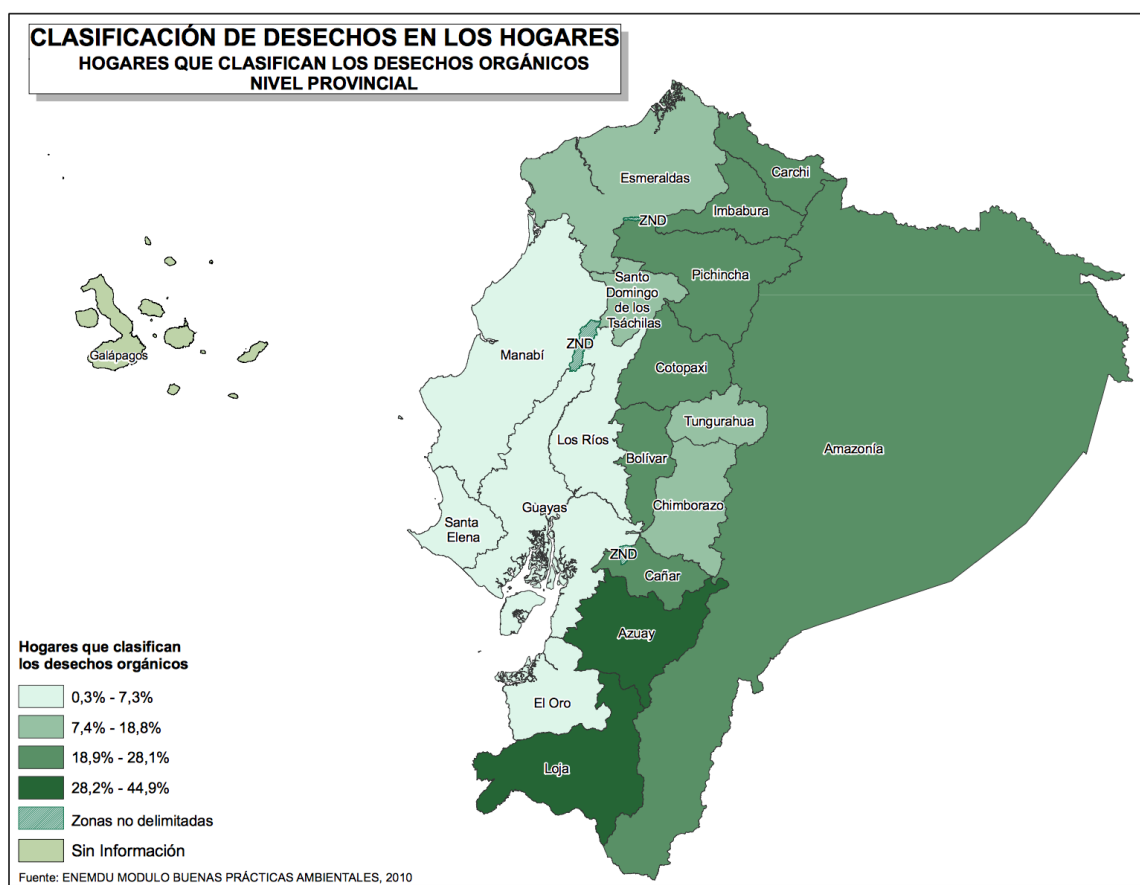 CLASIFICACIÓN DE DESECHOS EN LOS HOGARES
HOGARES QUE CLASIFICAN LOS DESECHOS ORGÁNICOS
NIVEL PROVINCIAL
Esmeraldas
Carchi
Imbabura
ZND
Pichincha
Santo
Domingo
de los
Tsáchilas
ZND
Manabí
Galápagos
Cotopaxi
Tungurahua
Los Ríos
Bolívar
Amazonía
Chimborazo
Guayas
Santa
Elena
ZND
Cañar
Azuay
El Oro
Loja
Hogares que clasifican
los desechos orgánicos
0,3% - 7,3%
7,4% - 18,8%
18,9% - 28,1%
28,2% - 44,9%
Zonas no delimitadas
Sin Información
Fuente: ENEMDU MODULO BUENAS PRÁCTICAS AMBIENTALES, 2010